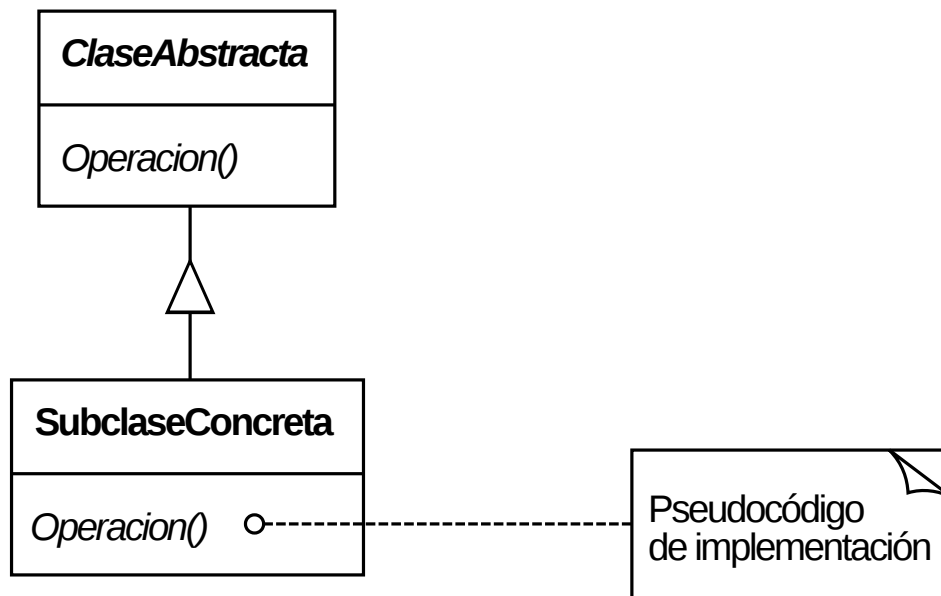 ClaseAbstracta
Operacion()
SubclaseConcreta
Operacion()
Pseudocódigo
de implementación